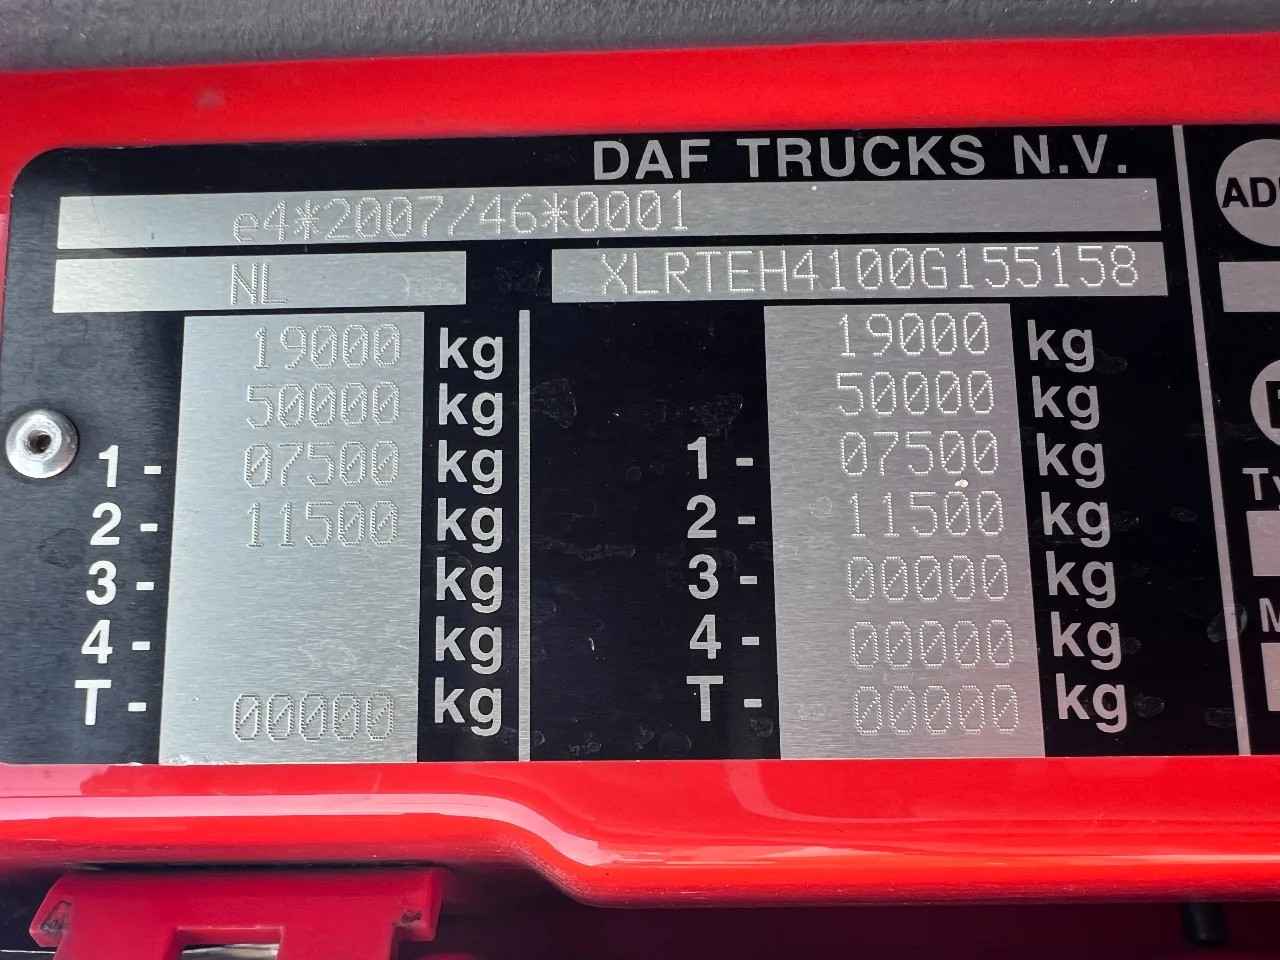 DAF TRUCKS N.V.
e4*2007/46*0001
NL XLRTEH4100G155158
19000 kg 19000 kg
50000 kg 50000 kg
1 - 07500 kg 1 - 07500 kg
2 - 11500 kg 2 - 11500 kg
3 - kg 3 - 00000 kg
4 - kg 4 - 00000 kg
T - 00000 kg T - 00000 kg